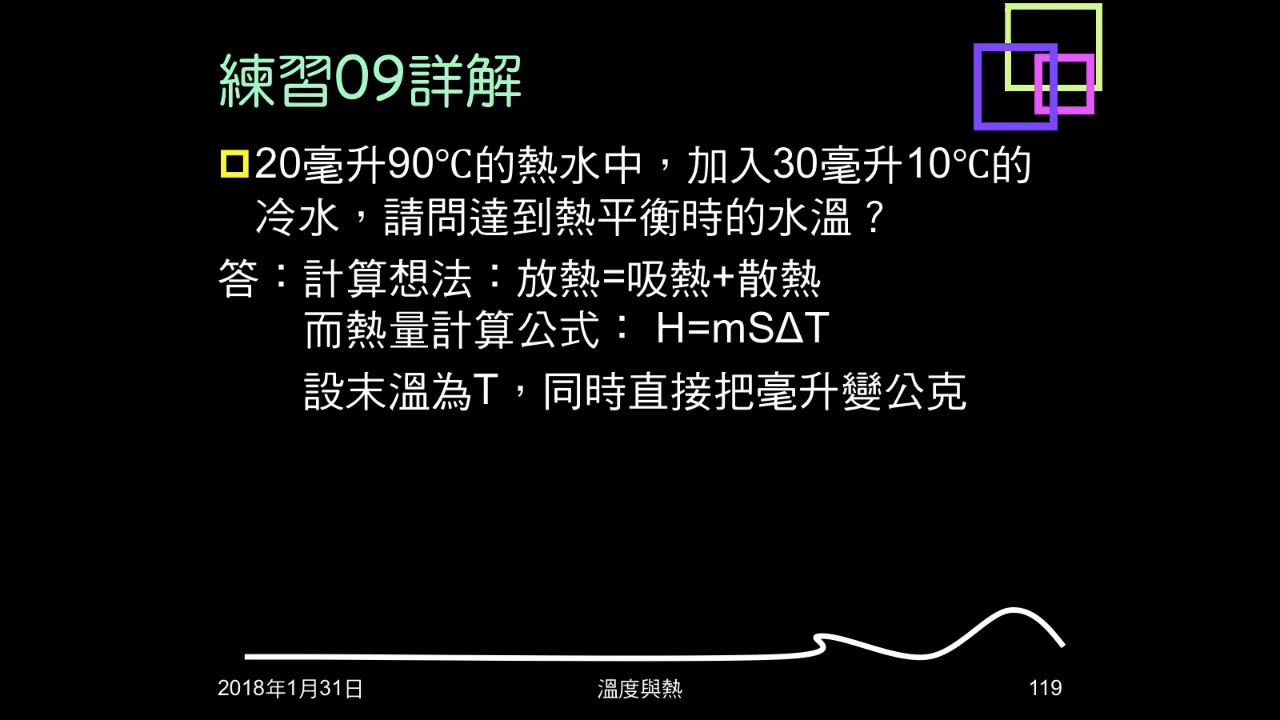 練習09詳解
20毫升90℃的熱水中，加入30毫升10℃的
冷水，請問達到熱平衡時的水溫？
答：計算想法：放熱=吸熱+散熱
而熱量計算公式： H=mSΔT
設末溫為T，同時直接把毫升變公克
2018年1月31日
溫度與熱
119